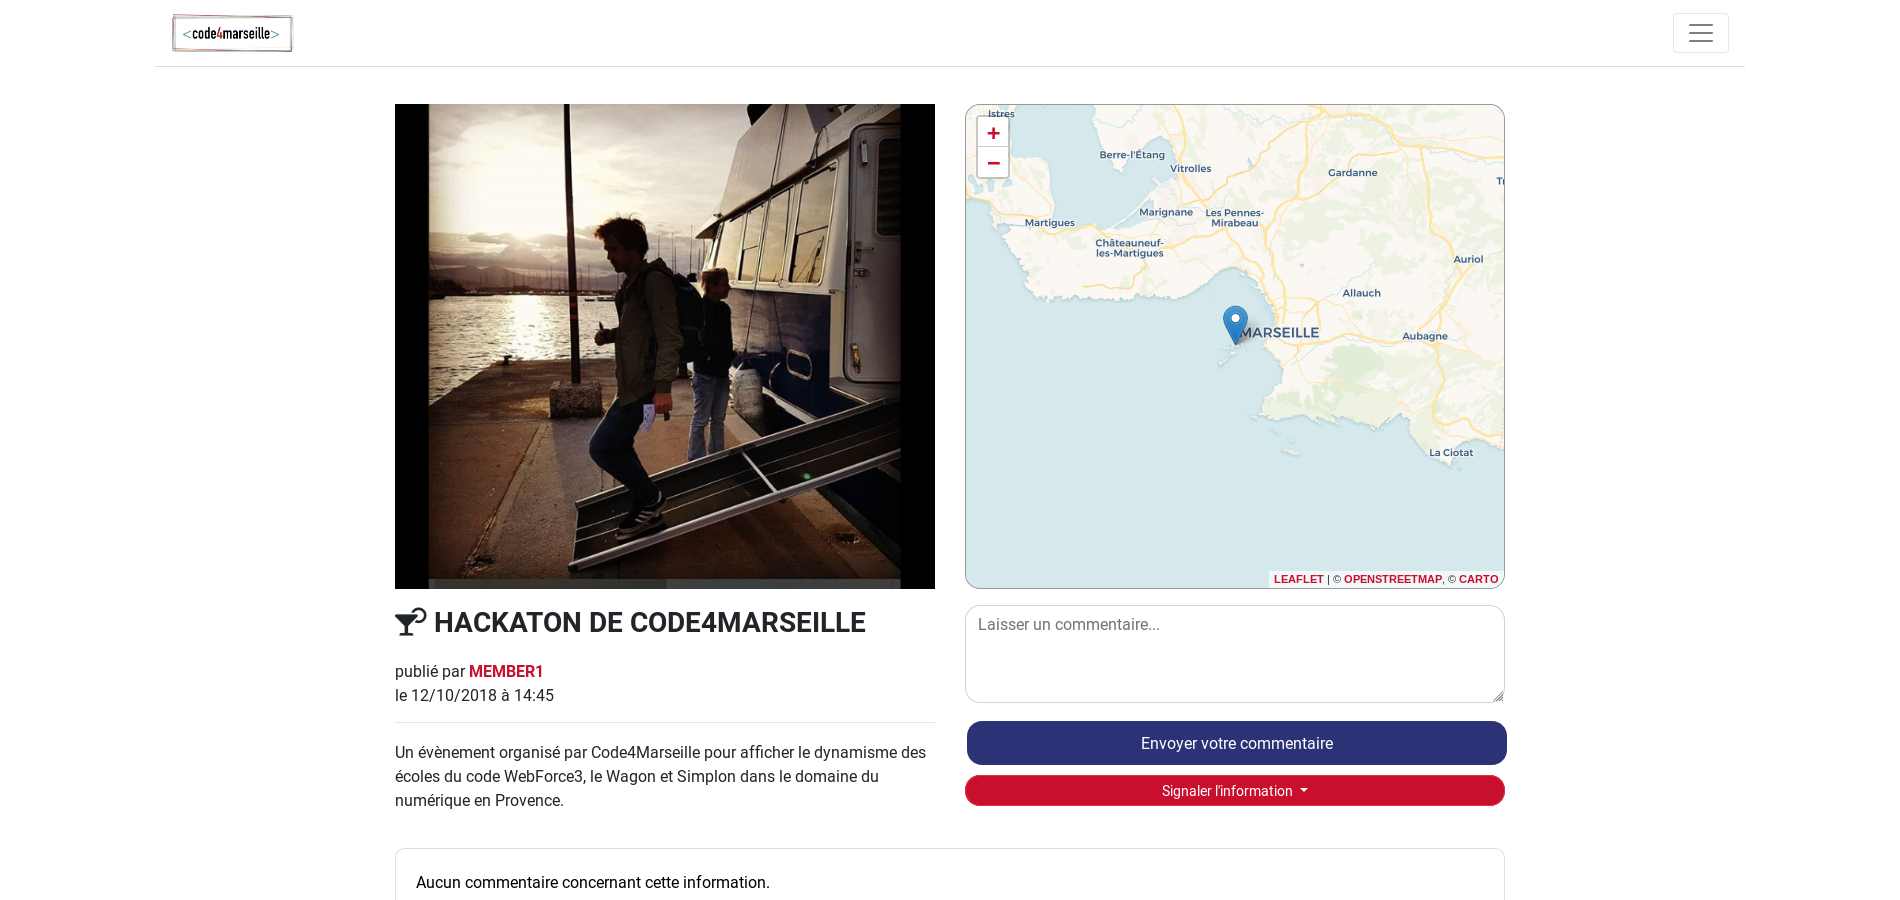 <code4marseille>
Istres
+
−
Berre-l'Étang
Vitrolles
Gardanne
Tr
Martigues
Marignane
Les Pennes-
Mirabeau
Châteauneuf-
les-Martigues
Auriol
Allauch
MARSEILLE
Aubagne
La Ciotat
LEAFLET | © OPENSTREETMAP, © CARTO
HACKATON DE CODE4MARSEILLE
publié par MEMBER1
le 12/10/2018 à 14:45
Un évènement organisé par Code4Marseille pour afficher le dynamisme des
écoles du code WebForce3, le Wagon et Simplon dans le domaine du
numérique en Provence.
Laisser un commentaire...
Envoyer votre commentaire
Signaler l'information
Aucun commentaire concernant cette information.